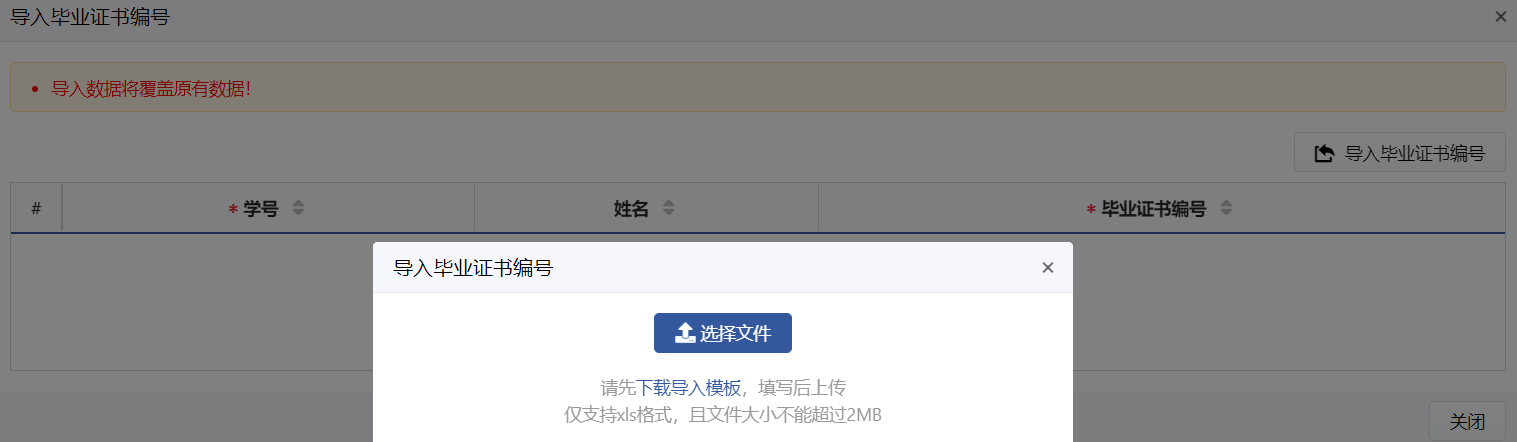 导入毕业证书编号
导入数据将覆盖原有数据!
导入毕业证书编号
# * 学号 姓名 * 毕业证书编号
导入毕业证书编号
选择文件
请先下载导入模板，填写后上传
仅支持xls格式，且文件大小不能超过2MB
关闭